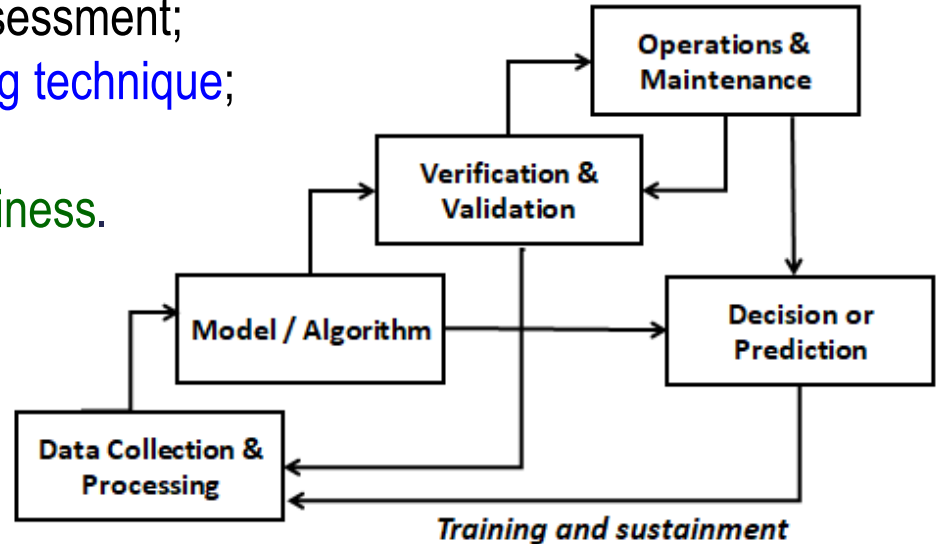 sessment;
g technique;
iness.
Operations &
Maintenance
Verification &
Validation
Model / Algorithm
Decision or
Prediction
Data Collection &
Processing
Training and sustainment